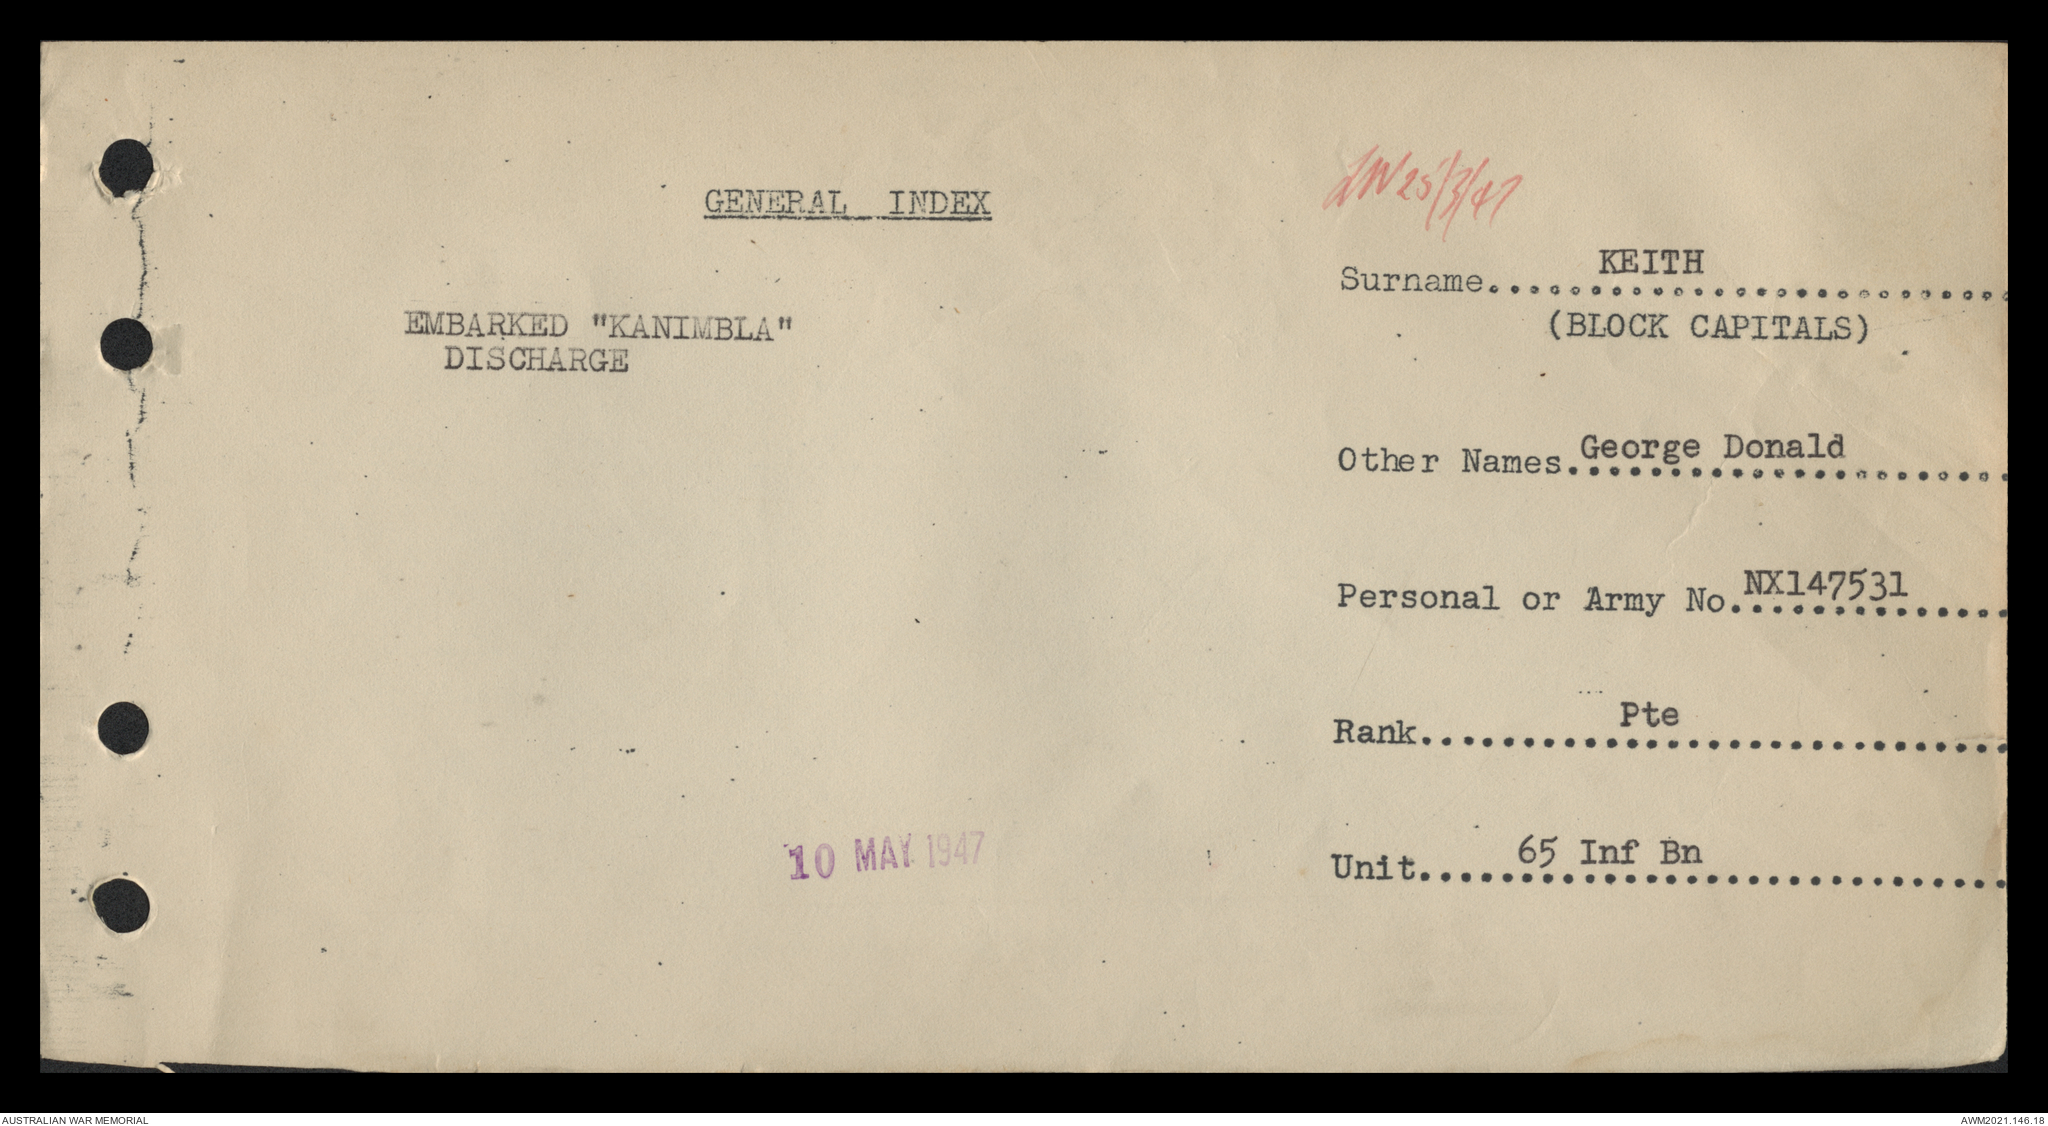 GENERAL INDEX
25/3/47
Surname..........KEITH..........
(BLOCK CAPITALS)
EMBARKED "KANIMBLA"
DISCHARGE
Other Names.George Donald..........
Personal or Army No.NX147531.....
Rank..........Pte..........
Unit.....65 Inf Bn..........
10 MAY 1947
AUSTRALIAN WAR MEMORIAL
AWM2021.146.18